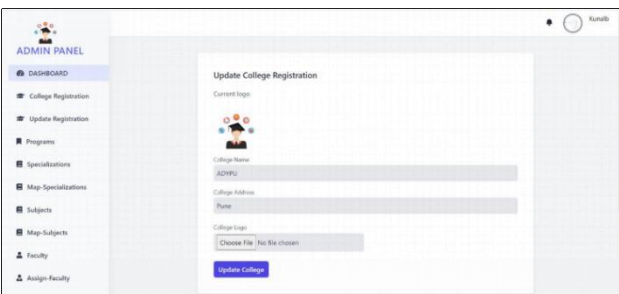 Kunalb
ADMIN PANEL
DASHBOARD
College Registration
Update Registration
Programs
Specializations
Map-Specializations
Subjects
Map-Subjects
Faculty
Assign-Faculty
Update College Registration
Current logo:
College Name
ADYPU
College Address
Pune
College Logo
Choose File No file chosen
Update College